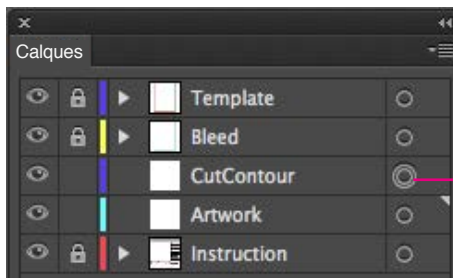 Calques
Template
Bleed
CutContour
Artwork
Instruction